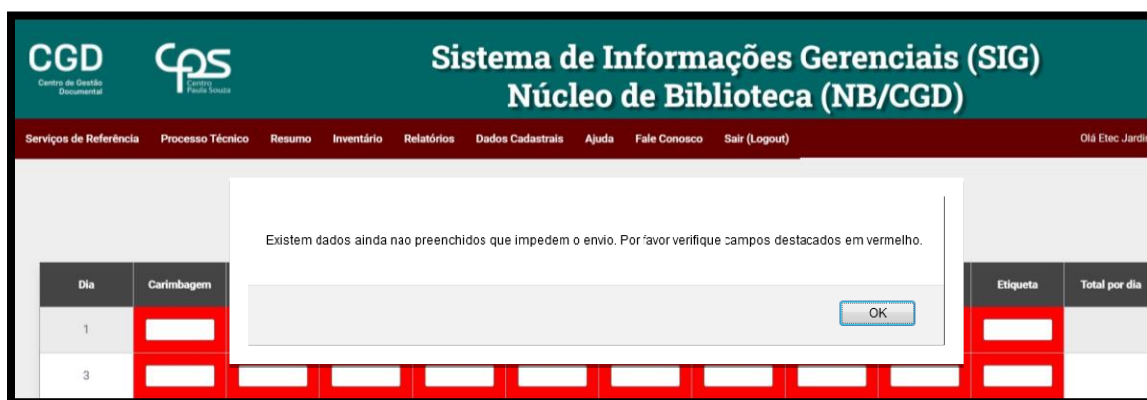 CGD
Centro de Gestão
Documental
CPS
Centro
Paula Souza
Sistema de Informações Gerenciais (SIG)
Núcleo de Biblioteca (NB/CGD)
Serviços de Referência Processo Técnico Resumo Inventário Relatórios Dados Cadastrais Ajuda Fale Conosco Sair (Logout) Olá Etec Jardi
Existem dados ainda nao preenchidos que impedem o envio. Por favor verifique campos destacados em vermelho.
OK
Dia Carimbagem Etiqueta Total por dia
1
3